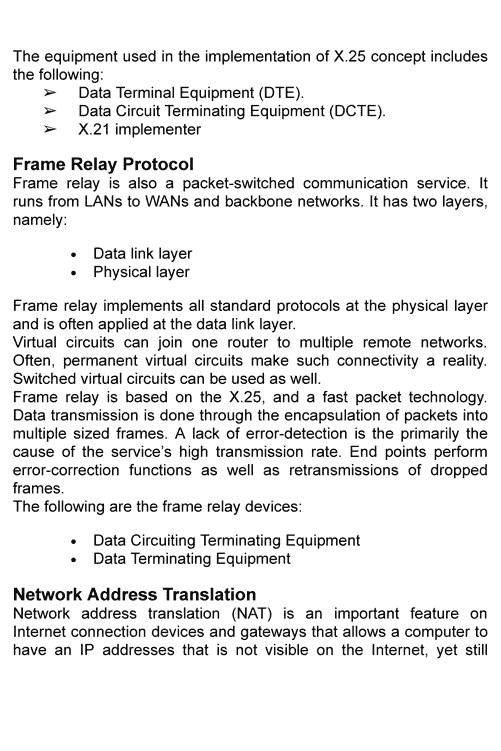 The equipment used in the implementation of X.25 concept includes
the following:
➢ Data Terminal Equipment (DTE).
➢ Data Circuit Terminating Equipment (DCTE).
➢ X.21 implementer
Frame Relay Protocol
Frame relay is also a packet-switched communication service. It
runs from LANs to WANs and backbone networks. It has two layers,
namely:
• Data link layer
• Physical layer
Frame relay implements all standard protocols at the physical layer
and is often applied at the data link layer.
Virtual circuits can join one router to multiple remote networks.
Often, permanent virtual circuits make such connectivity a reality.
Switched virtual circuits can be used as well.
Frame relay is based on the X.25, and a fast packet technology.
Data transmission is done through the encapsulation of packets into
multiple sized frames. A lack of error-detection is the primarily the
cause of the service’s high transmission rate. End points perform
error-correction functions as well as retransmissions of dropped
frames.
The following are the frame relay devices:
• Data Circuiting Terminating Equipment
• Data Terminating Equipment
Network Address Translation
Network address translation (NAT) is an important feature on
Internet connection devices and gateways that allows a computer to
have an IP addresses that is not visible on the Internet, yet still